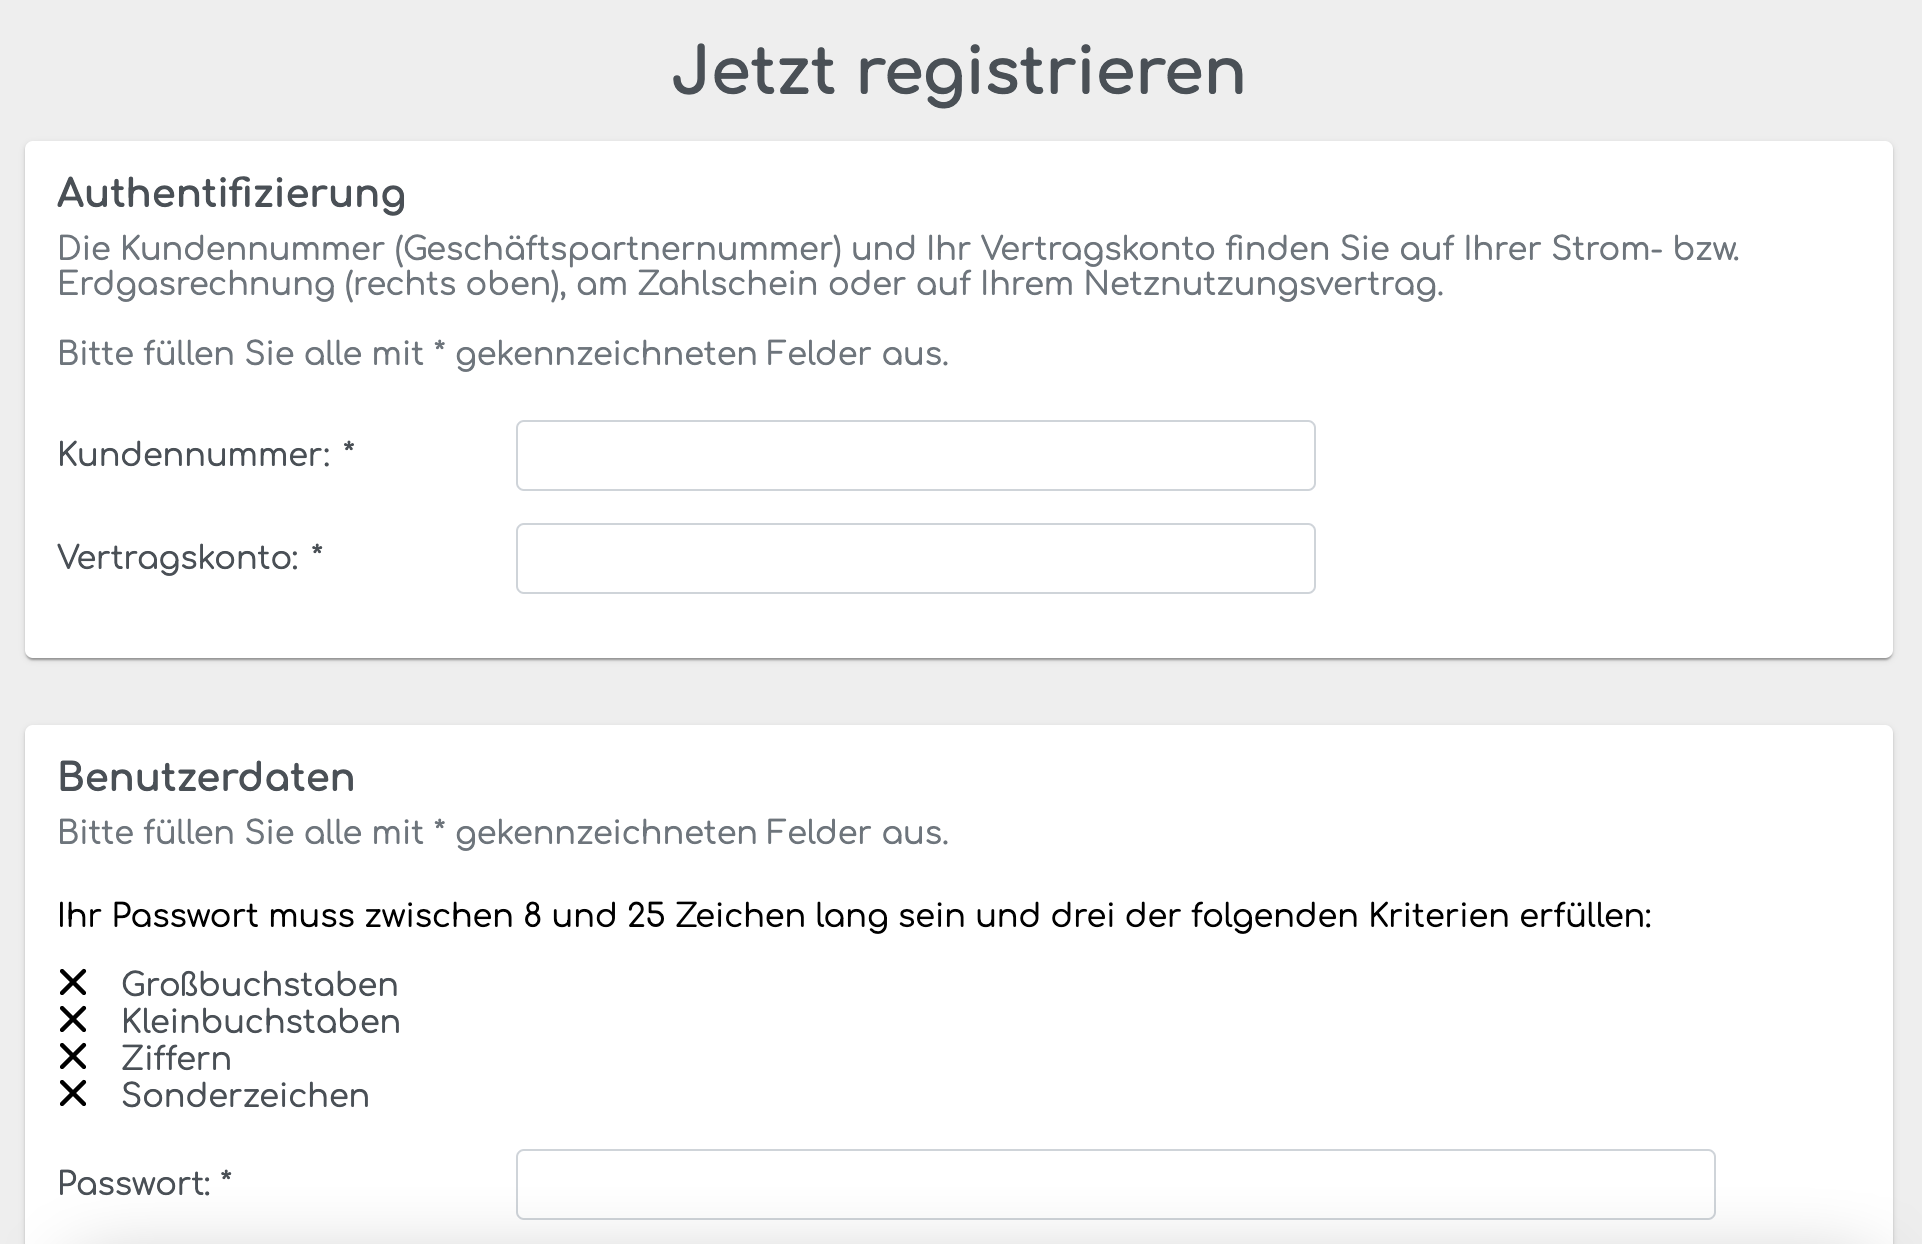 Jetzt registrieren
Authentifizierung
Die Kundennummer (Geschäftspartnernummer) und Ihr Vertragskonto finden Sie auf Ihrer Strom- bzw.
Erdgasrechnung (rechts oben), am Zahlschein oder auf Ihrem Netznutzungsvertrag.
Bitte füllen Sie alle mit * gekennzeichneten Felder aus.
Kundennummer: *
Vertragskonto: *
Benutzerdaten
Bitte füllen Sie alle mit * gekennzeichneten Felder aus.
Ihr Passwort muss zwischen 8 und 25 Zeichen lang sein und drei der folgenden Kriterien erfüllen:
Großbuchstaben
Kleinbuchstaben
Ziffern
Sonderzeichen
Passwort: *